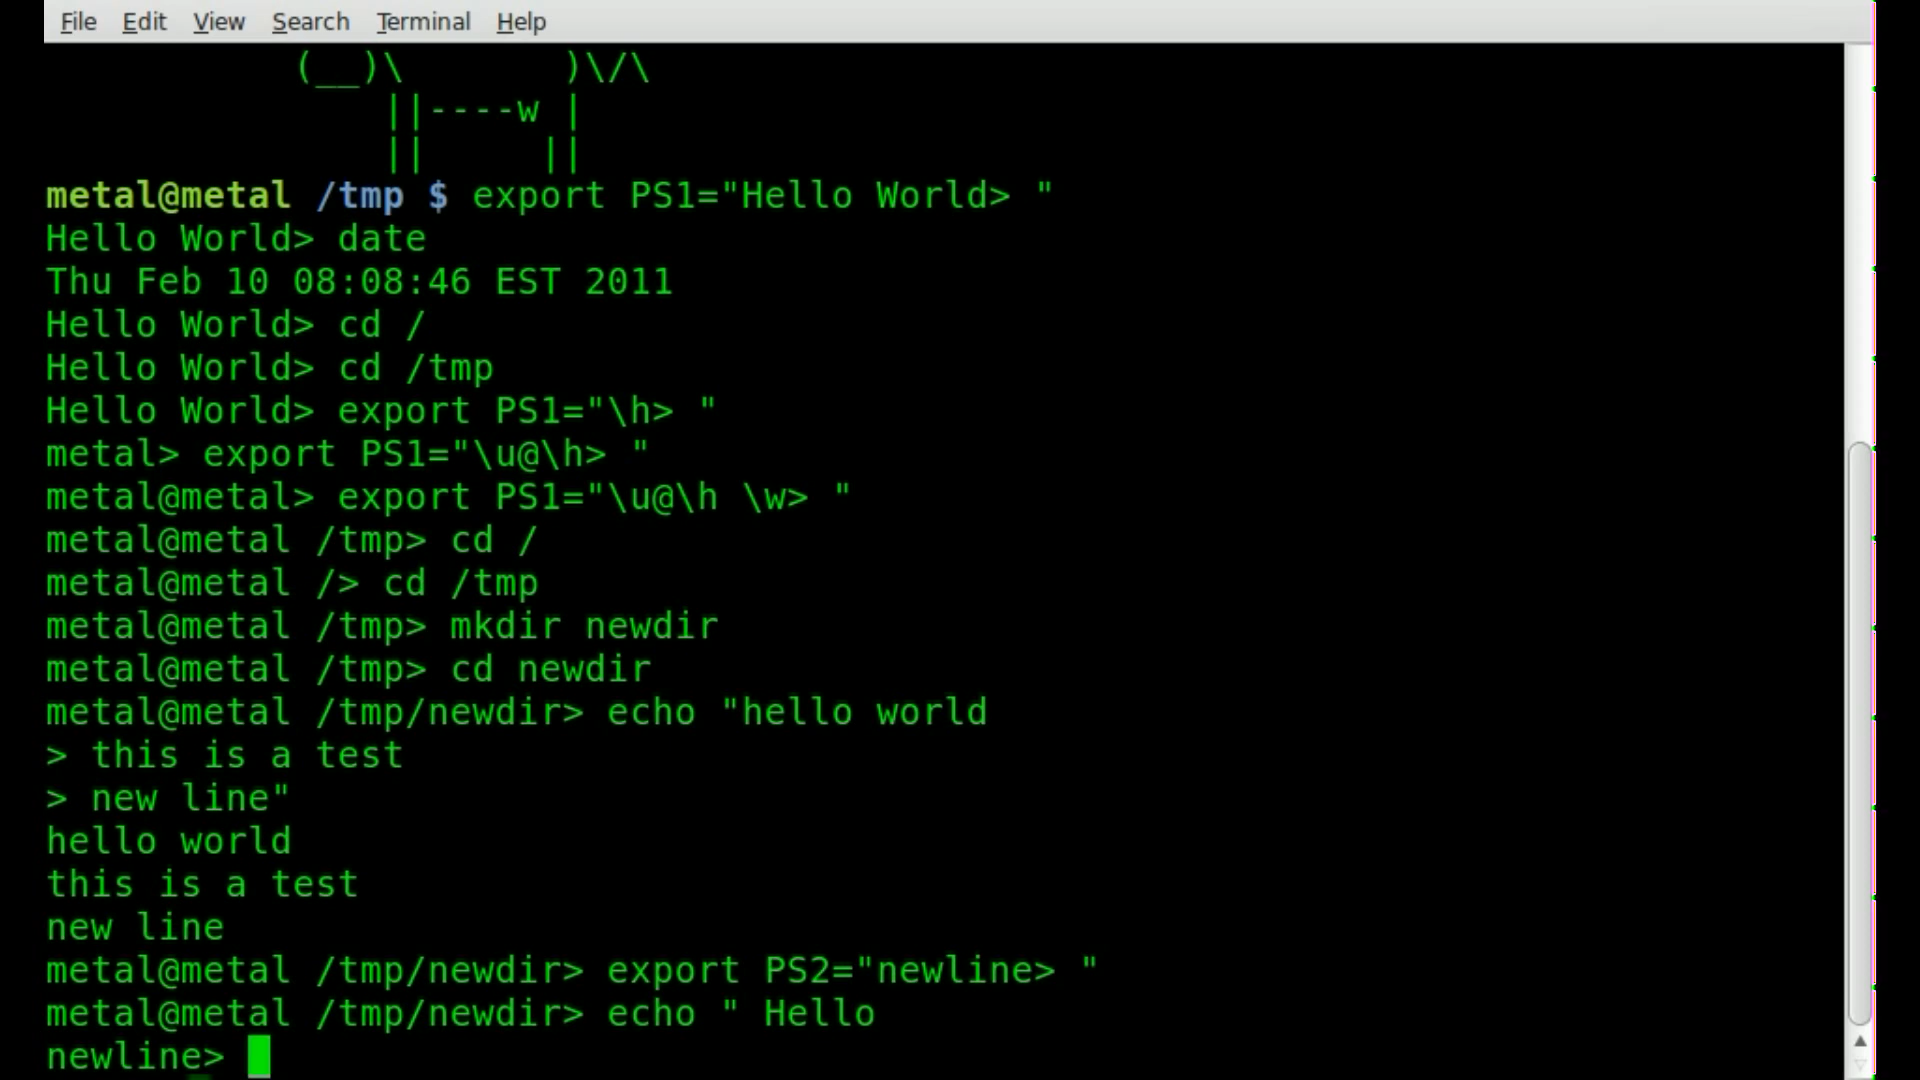 File Edit View Search Terminal Help
(__)\       )\/\
||----w |
||     ||
metal@metal /tmp $ export PS1="Hello World> "
Hello World> date
Thu Feb 10 08:08:46 EST 2011
Hello World> cd /
Hello World> cd /tmp
Hello World> export PS1="\h> "
metal> export PS1="\u@\h> "
metal@metal> export PS1="\u@\h \w> "
metal@metal /tmp> cd /
metal@metal /> cd /tmp
metal@metal /tmp> mkdir newdir
metal@metal /tmp> cd newdir
metal@metal /tmp/newdir> echo "hello world
> this is a test
> new line"
hello world
this is a test
new line
metal@metal /tmp/newdir> export PS2="newline> "
metal@metal /tmp/newdir> echo " Hello
newline>